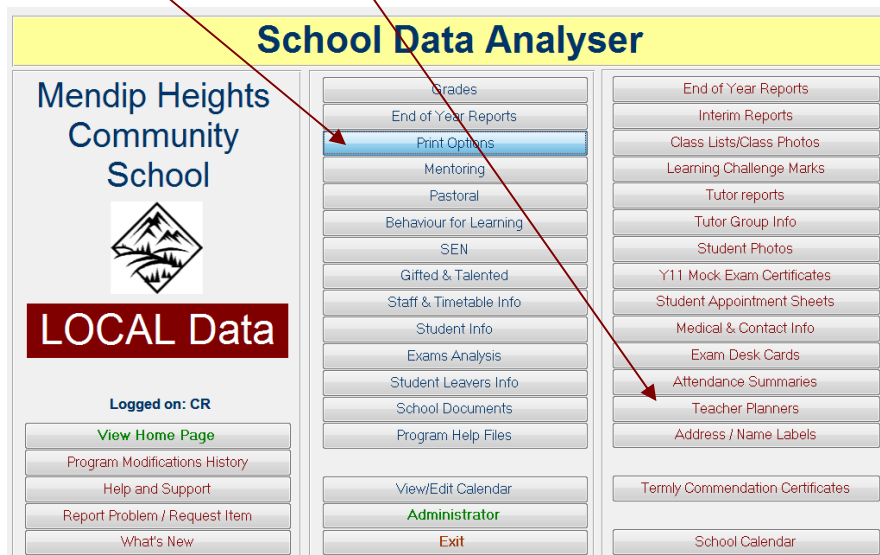 School Data Analyser
Mendip Heights
Community
School
LOCAL Data
Logged on: CR
View Home Page
Program Modifications History
Help and Support
Report Problem / Request Item
What's New
Grades
End of Year Reports
Print Options
Mentoring
Pastoral
Behaviour for Learning
SEN
Gifted & Talented
Staff & Timetable Info
Student Info
Exams Analysis
Student Leavers Info
School Documents
Program Help Files
View/Edit Calendar
Administrator
Exit
End of Year Reports
Interim Reports
Class Lists/Class Photos
Learning Challenge Marks
Tutor reports
Tutor Group Info
Student Photos
Y11 Mock Exam Certificates
Student Appointment Sheets
Medical & Contact Info
Exam Desk Cards
Attendance Summaries
Teacher Planners
Address / Name Labels
Termly Commendation Certificates
School Calendar